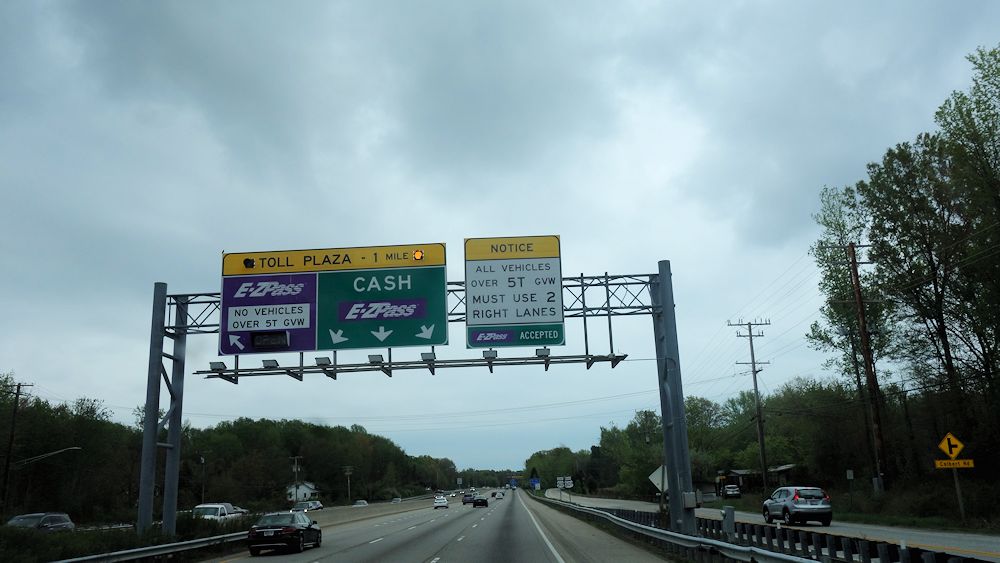 TOLL PLAZA - 1 MILE
E-ZPass
NO VEHICLES
OVER 5T GVW
OPEN
CASH
E-ZPass
NOTICE
ALL VEHICLES
OVER 5T GVW
MUST USE 2
RIGHT LANES
E-ZPass ACCEPTED
Colbert Rd